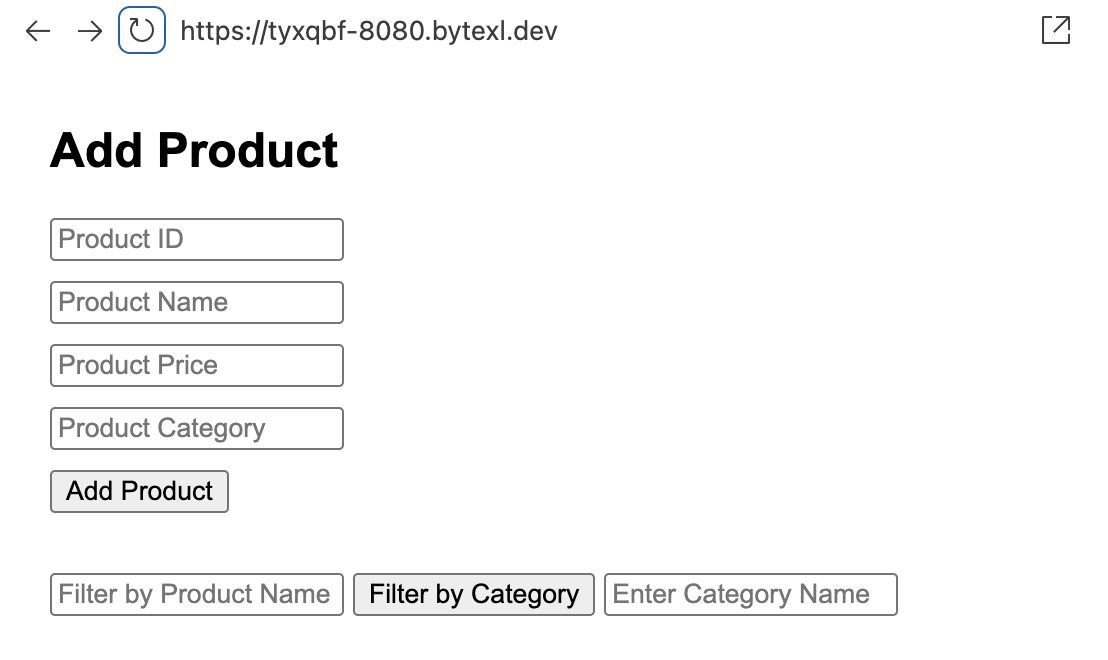 https://tyxqbf-8080.bytexl.dev
Add Product
Product ID
Product Name
Product Price
Product Category
Add Product
Filter by Product Name Filter by Category Enter Category Name